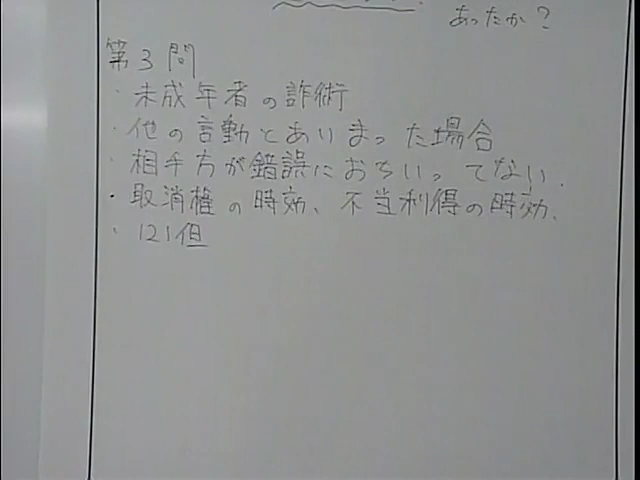 あったか?
第3問
・未成年者の詐術
・他の言動とあいまった場合
・相手方が錯誤におちいってない.
・取消権の時効、不当利得の時効.
・121但